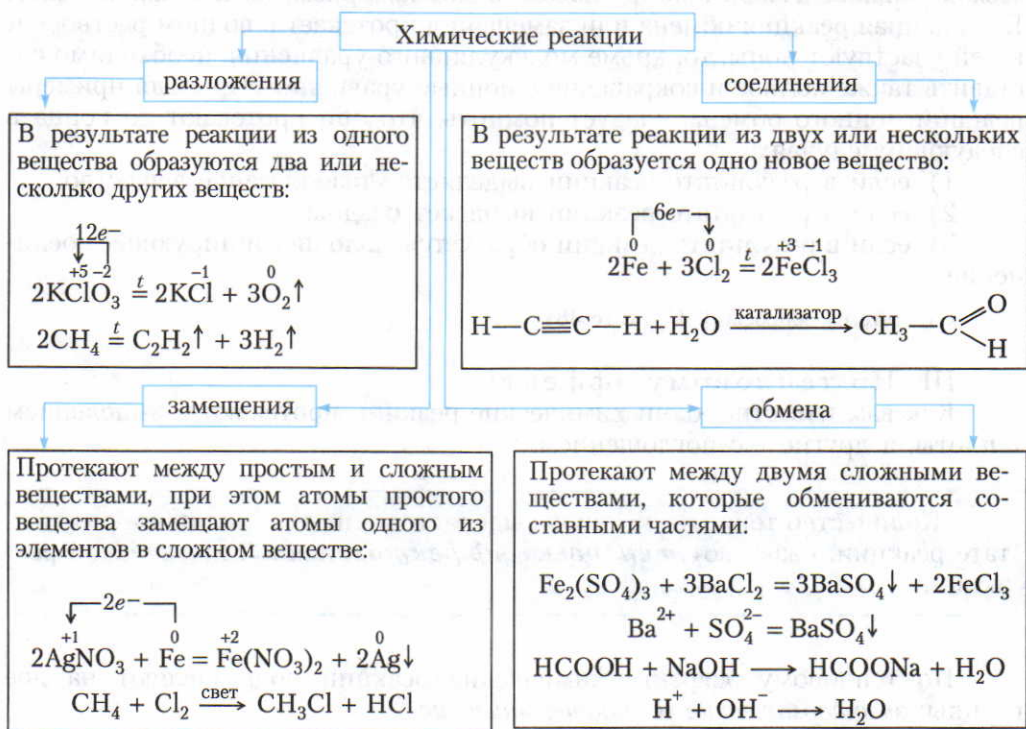 Химические реакции
разложения
соединения
В результате реакции из одного
вещества образуются два или не-
сколько других веществ:
12e−
+5 −2 −1 0
2KClO₃ =ᵗ 2KCl + 3O₂↑
2CH₄ =ᵗ C₂H₂↑ + 3H₂↑
В результате реакции из двух или нескольких
веществ образуется одно новое вещество:
6e−
0 0 +3 −1
2Fe + 3Cl₂ =ᵗ 2FeCl₃
H—C≡C—H + H₂O катализатор → CH₃—C
O
H
замещения
обмена
Протекают между простым и сложным
веществами, при этом атомы простого
вещества замещают атомы одного из
элементов в сложном веществе:
2e−
+1 0 +2 0
2AgNO₃ + Fe = Fe(NO₃)₂ + 2Ag↓
CH₄ + Cl₂ свет → CH₃Cl + HCl
Протекают между двумя сложными ве-
ществами, которые обмениваются со-
ставными частями:
Fe₂(SO₄)₃ + 3BaCl₂ = 3BaSO₄↓ + 2FeCl₃
Ba²⁺ + SO₄²⁻ = BaSO₄↓
HCOOH + NaOH ⟶ HCOONa + H₂O
H⁺ + OH⁻ ⟶ H₂O